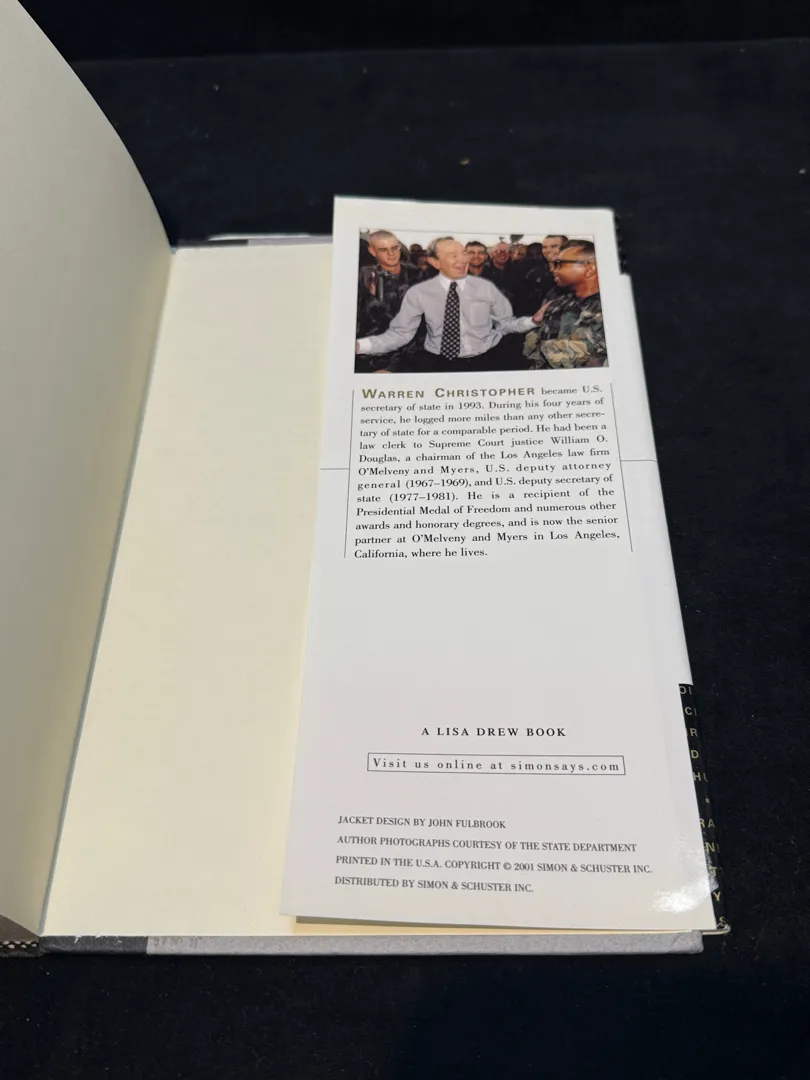 WARREN CHRISTOPHER became U.S.
secretary of state in 1993. During his four years of
service, he logged more miles than any other secre-
tary of state for a comparable period. He had been a
law clerk to Supreme Court justice William O.
Douglas, a chairman of the Los Angeles law firm
O'Melveny and Myers, U.S. deputy attorney
general (1967–1969), and U.S. deputy secretary of
state (1977–1981). He is a recipient of the
Presidential Medal of Freedom and numerous other
awards and honorary degrees, and is now the senior
partner at O'Melveny and Myers in Los Angeles,
California, where he lives.
A LISA DREW BOOK
Visit us online at simonsays.com
JACKET DESIGN BY JOHN FULBROOK
AUTHOR PHOTOGRAPHS COURTESY OF THE STATE DEPARTMENT
PRINTED IN THE U.S.A. COPYRIGHT © 2001 SIMON & SCHUSTER INC.
DISTRIBUTED BY SIMON & SCHUSTER INC.